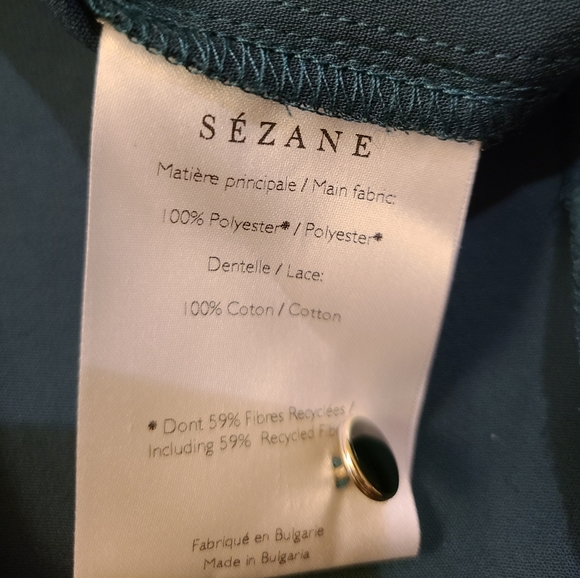 SÉZANE
Matière principale / Main fabric:
100% Polyester* / Polyester*
Dentelle / Lace:
100% Coton / Cotton
* Dont 59% Fibres Recyclées /
Including 59% Recycled
Fabriqué en Bulgarie
Made in Bulgaria